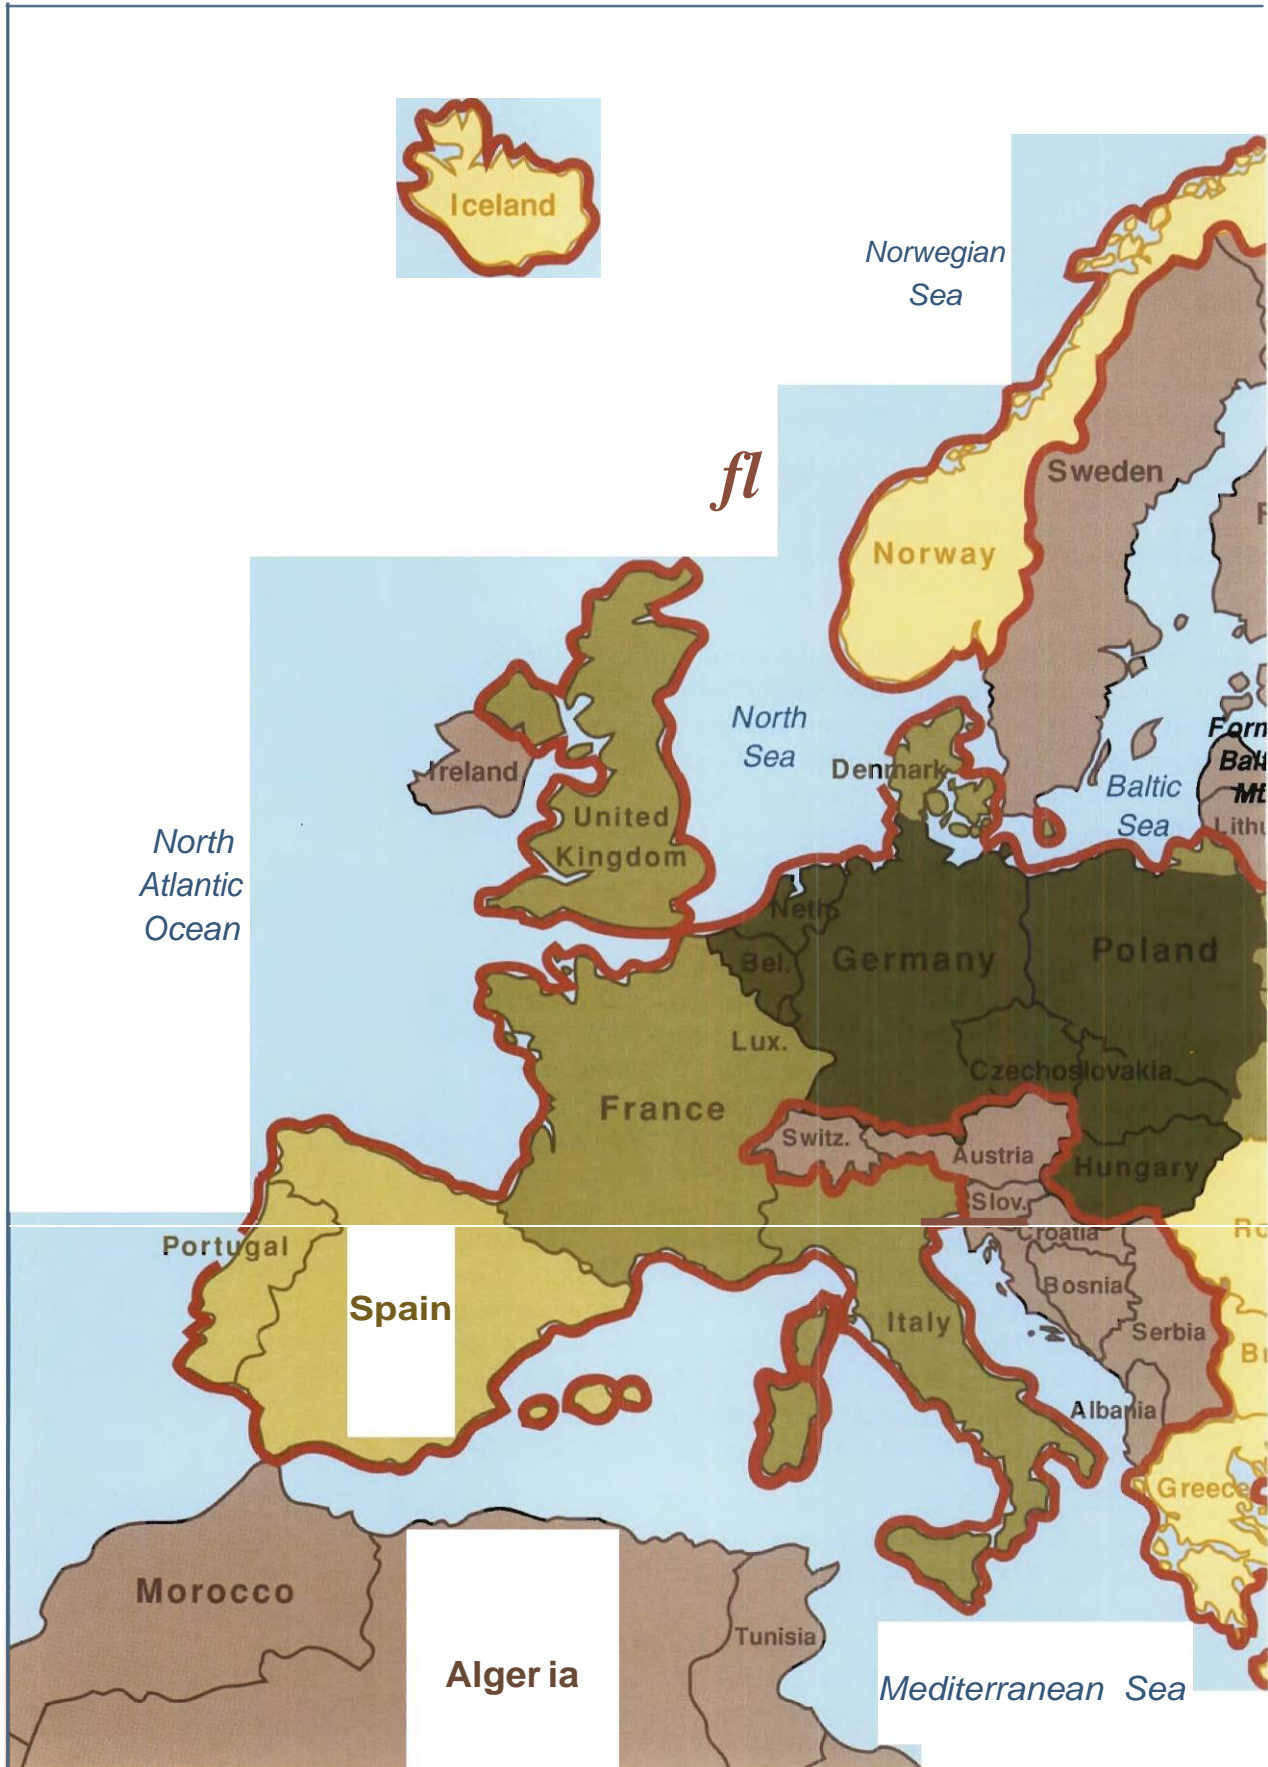 Iceland
Norwegian
Sea
fl
Sweden
Norway
North
Sea
Denmark
Baltic
Sea
Ireland
United
Kingdom
Lithu
North
Atlantic
Ocean
Neth
Bel.
Germany
Poland
Lux.
Czechoslovakia
France
Switz.
Austria
Hungary
Slov.
Croatia
Portugal
Bosnia
Spain
Italy
Serbia
Albania
Greece
Morocco
Tunisia
Algeria
Mediterranean Sea